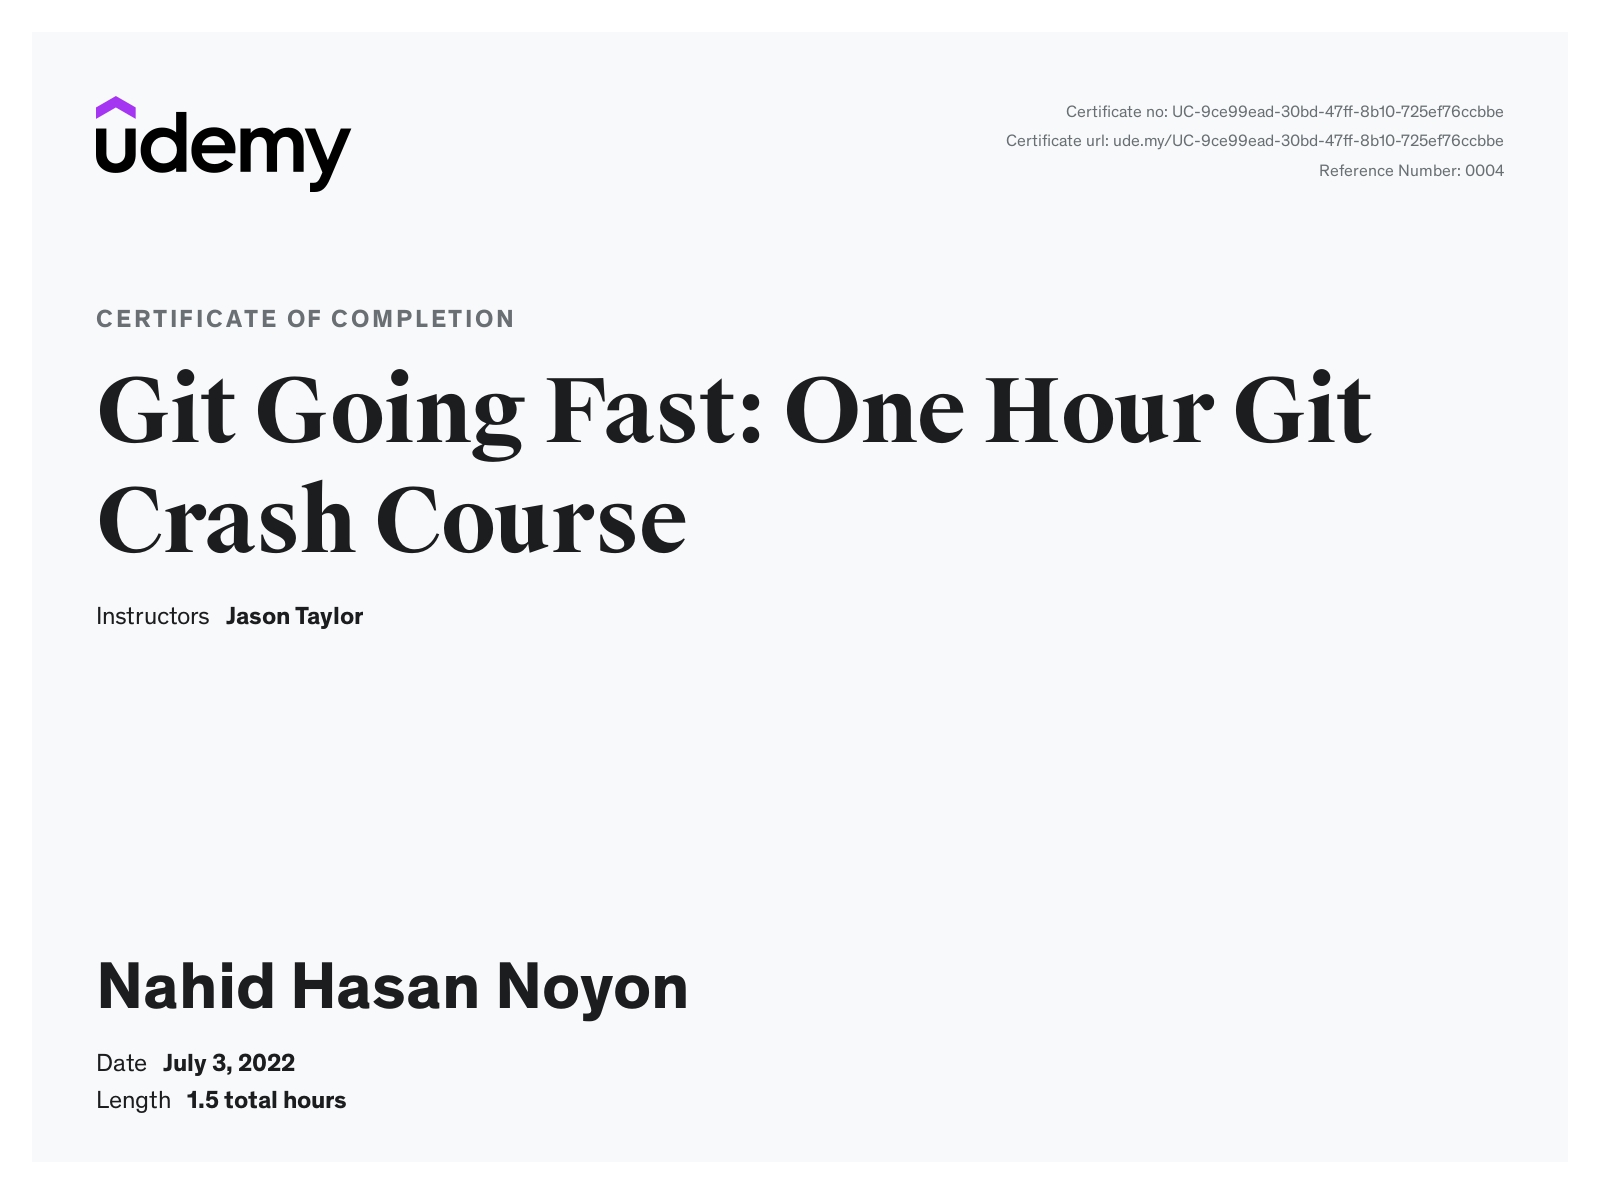 udemy
Certificate no: UC-9ce99ead-30bd-47ff-8b10-725ef76ccbbe
Certificate url: ude.my/UC-9ce99ead-30bd-47ff-8b10-725ef76ccbbe
Reference Number: 0004
CERTIFICATE OF COMPLETION
Git Going Fast: One Hour Git
Crash Course
Instructors Jason Taylor
Nahid Hasan Noyon
Date July 3, 2022
Length 1.5 total hours